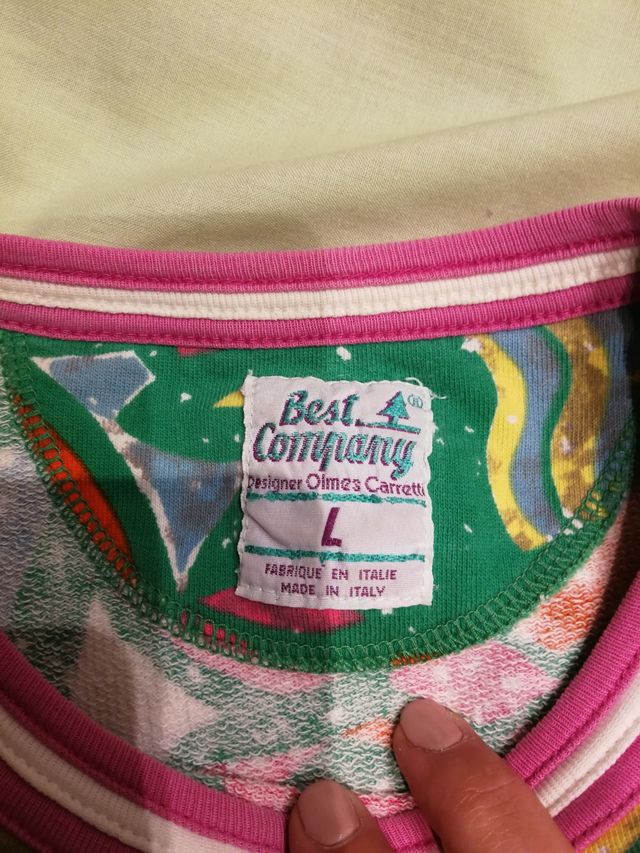 Best ®
Company
Designer Olmes Carretti
L
FABRIQUE EN ITALIE
MADE IN ITALY